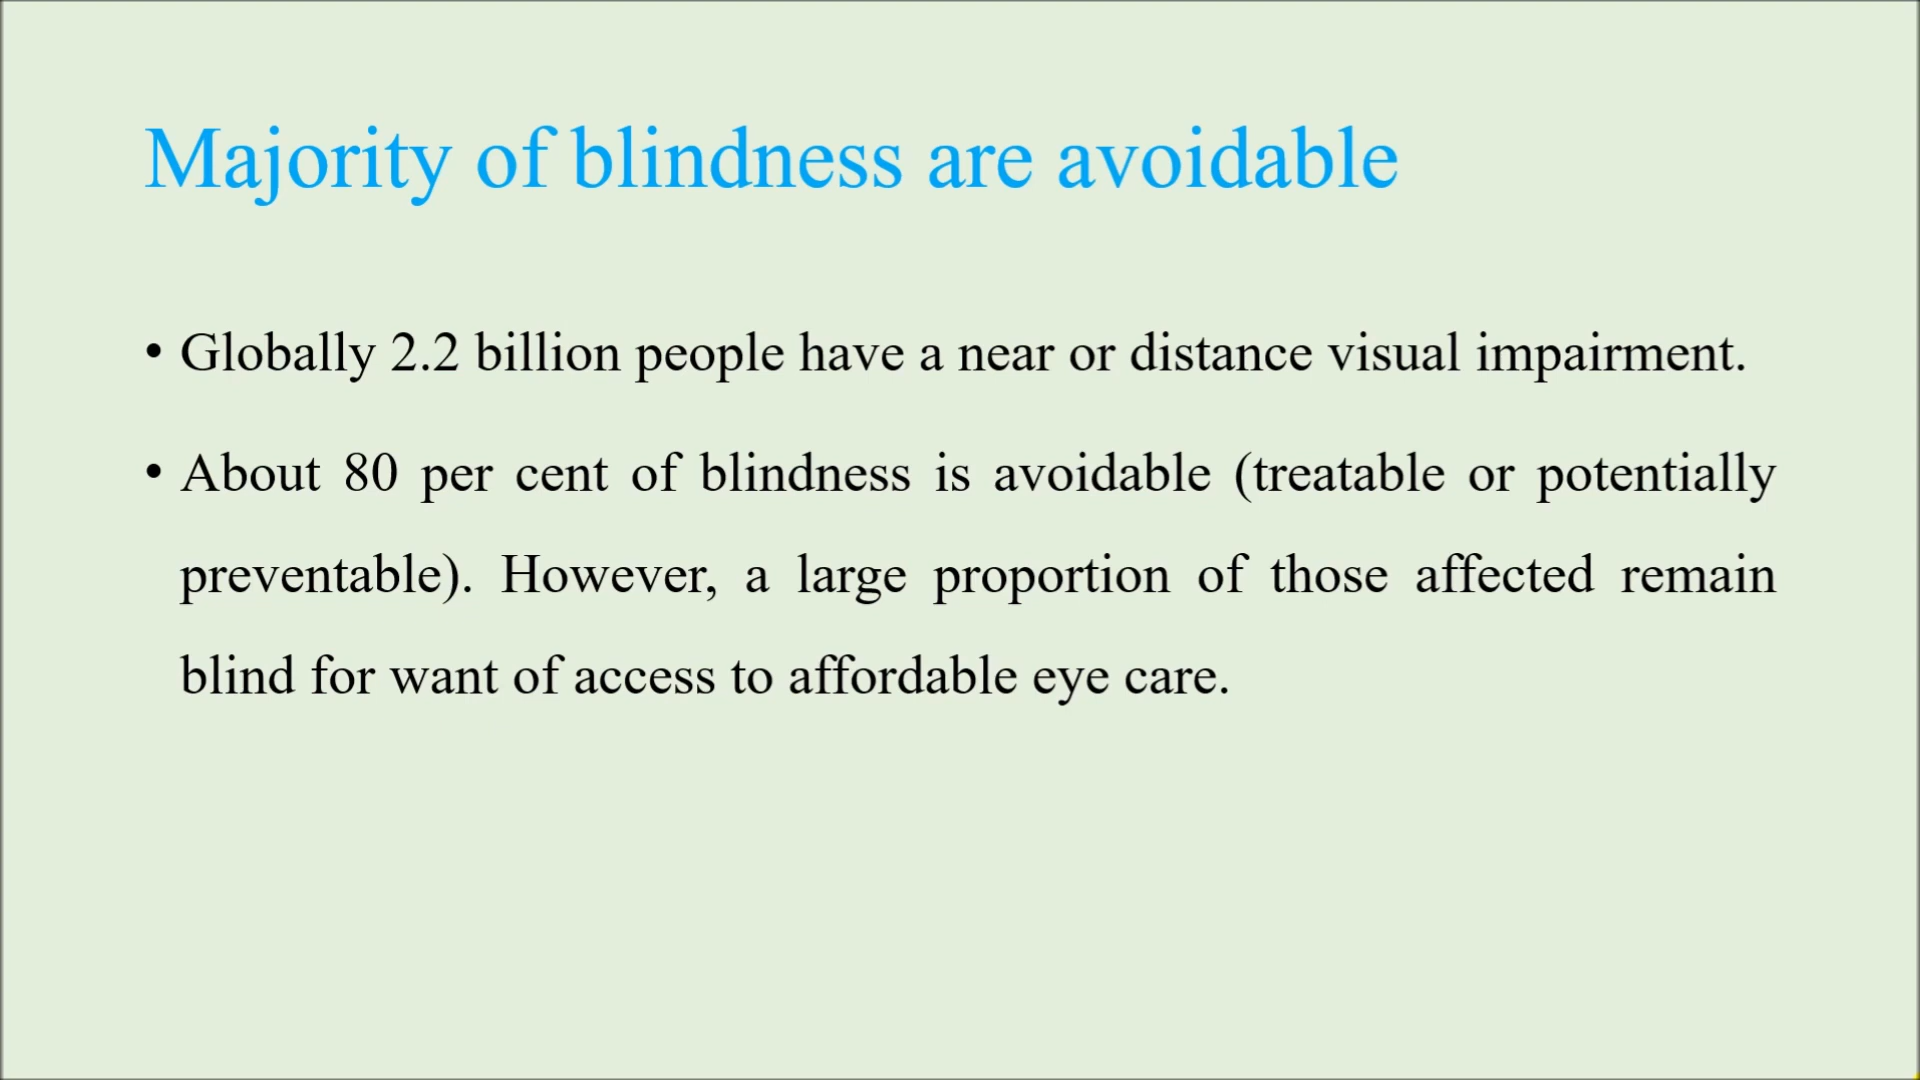 Majority of blindness are avoidable
• Globally 2.2 billion people have a near or distance visual impairment.
• About 80 per cent of blindness is avoidable (treatable or potentially
preventable). However, a large proportion of those affected remain
blind for want of access to affordable eye care.